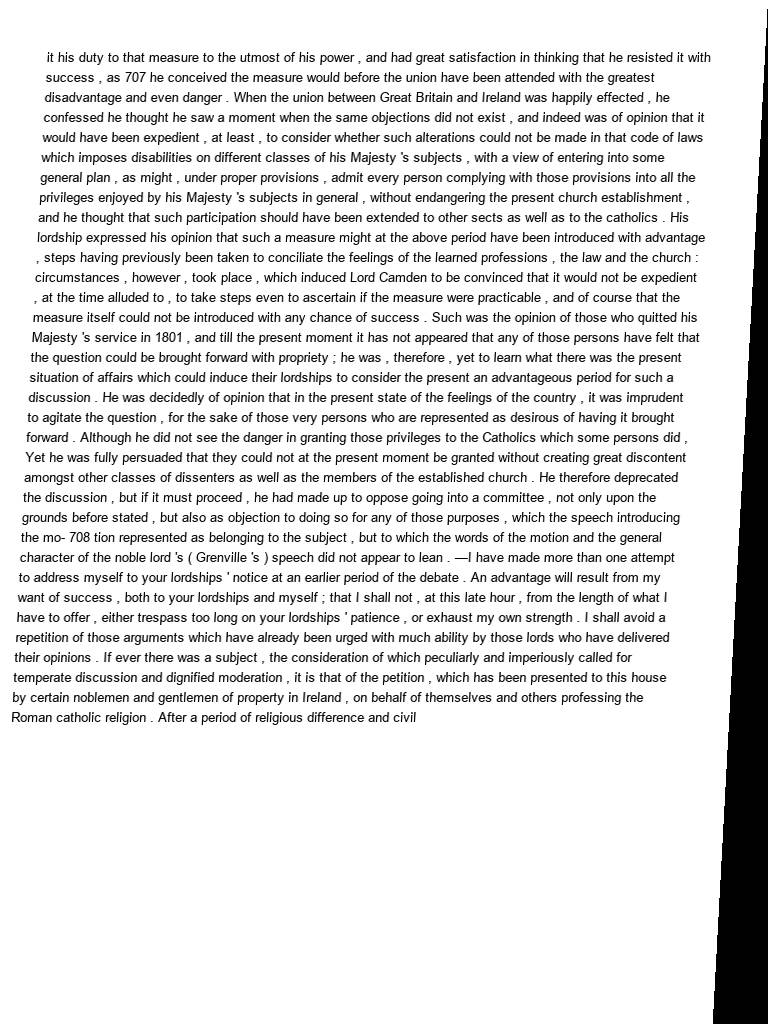 it his duty to that measure to the utmost of his power , and had great satisfaction in thinking that he resisted it with
success , as 707 he conceived the measure would before the union have been attended with the greatest
disadvantage and even danger . When the union between Great Britain and Ireland was happily effected , he
confessed he thought he saw a moment when the same objections did not exist , and indeed was of opinion that it
would have been expedient , at least , to consider whether such alterations could not be made in that code of laws
which imposes disabilities on different classes of his Majesty 's subjects , with a view of entering into some
general plan , as might , under proper provisions , admit every person complying with those provisions into all the
privileges enjoyed by his Majesty 's subjects in general , without endangering the present church establishment ,
and he thought that such participation should have been extended to other sects as well as to the catholics . His
lordship expressed his opinion that such a measure might at the above period have been introduced with advantage
, steps having previously been taken to conciliate the feelings of the learned professions , the law and the church :
circumstances , however , took place , which induced Lord Camden to be convinced that it would not be expedient
, at the time alluded to , to take steps even to ascertain if the measure were practicable , and of course that the
measure itself could not be introduced with any chance of success . Such was the opinion of those who quitted his
Majesty 's service in 1801 , and till the present moment it has not appeared that any of those persons have felt that
the question could be brought forward with propriety ; he was , therefore , yet to learn what there was the present
situation of affairs which could induce their lordships to consider the present an advantageous period for such a
discussion . He was decidedly of opinion that in the present state of the feelings of the country , it was imprudent
to agitate the question , for the sake of those very persons who are represented as desirous of having it brought
forward . Although he did not see the danger in granting those privileges to the Catholics which some persons did ,
Yet he was fully persuaded that they could not at the present moment be granted without creating great discontent
amongst other classes of dissenters as well as the members of the established church . He therefore deprecated
the discussion , but if it must proceed , he had made up to oppose going into a committee , not only upon the
grounds before stated , but also as objection to doing so for any of those purposes , which the speech introducing
the mo- 708 tion represented as belonging to the subject , but to which the words of the motion and the general
character of the noble lord 's ( Grenville 's ) speech did not appear to lean . —I have made more than one attempt
to address myself to your lordships ' notice at an earlier period of the debate . An advantage will result from my
want of success , both to your lordships and myself ; that I shall not , at this late hour , from the length of what I
have to offer , either trespass too long on your lordships ' patience , or exhaust my own strength . I shall avoid a
repetition of those arguments which have already been urged with much ability by those lords who have delivered
their opinions . If ever there was a subject , the consideration of which peculiarly and imperiously called for
temperate discussion and dignified moderation , it is that of the petition , which has been presented to this house
by certain noblemen and gentlemen of property in Ireland , on behalf of themselves and others professing the
Roman catholic religion . After a period of religious difference and civil